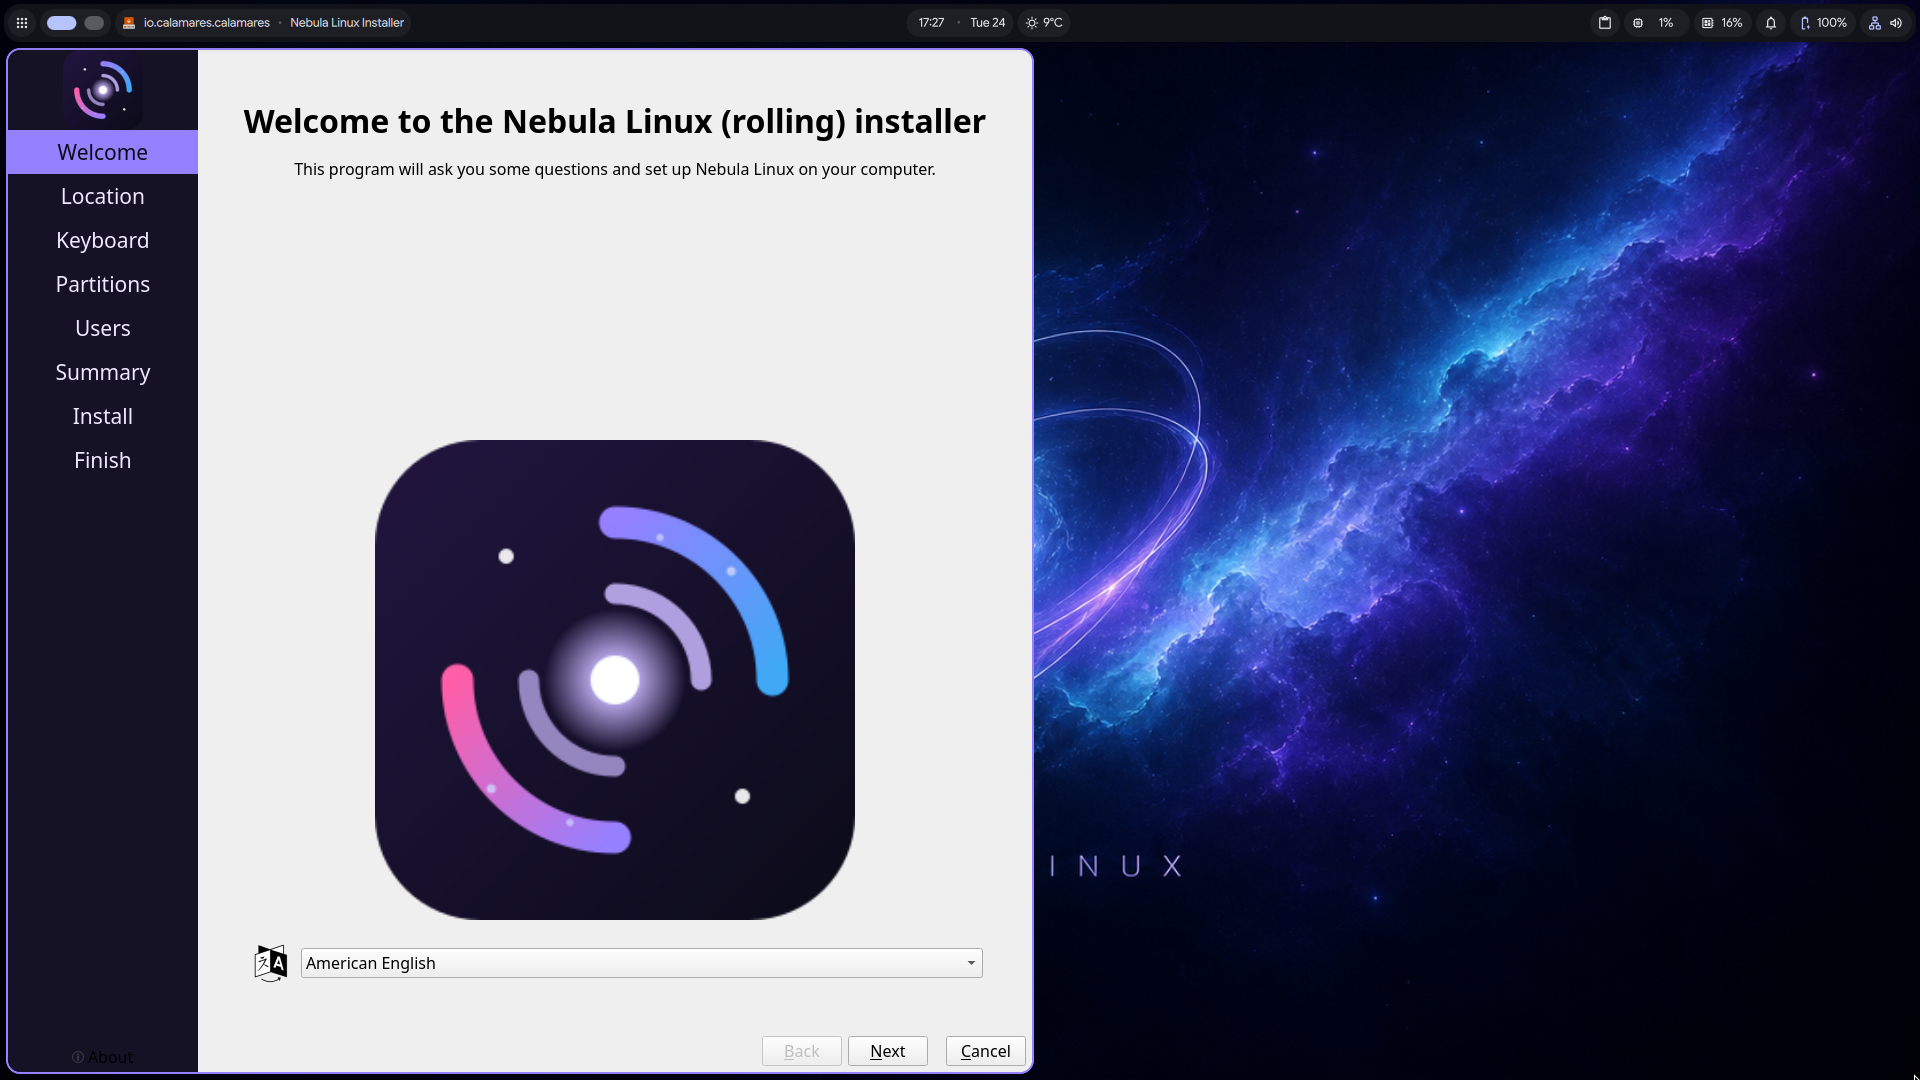 io.calamares.calamares • Nebula Linux Installer
17:27 • Tue 24
9°C
1%
16%
100%
Welcome
Location
Keyboard
Partitions
Users
Summary
Install
Finish
About
Welcome to the Nebula Linux (rolling) installer
This program will ask you some questions and set up Nebula Linux on your computer.
A
American English
Back
Next
Cancel
INUX